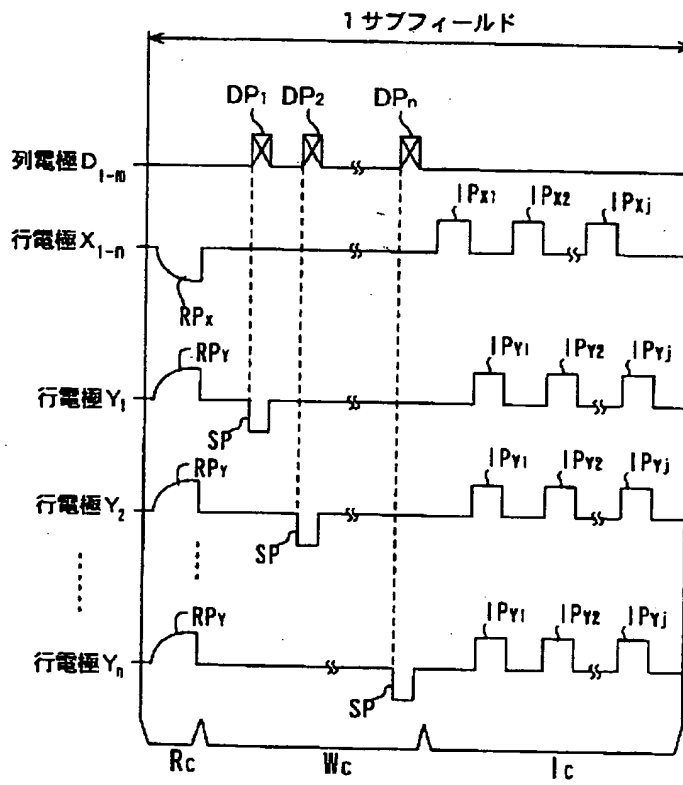 1 サブフィールド
DP1 DP2 DPn
列電極 D1-m
IPX1 IPX2 IPXj
行電極 X1-n
RPX
RPY IPY1 IPY2 IPYj
行電極 Y1
SP
RPY IPY1 IPY2 IPYj
行電極 Y2
SP
RPY IPY1 IPY2 IPYj
行電極 Yn
SP
Rc Wc Ic